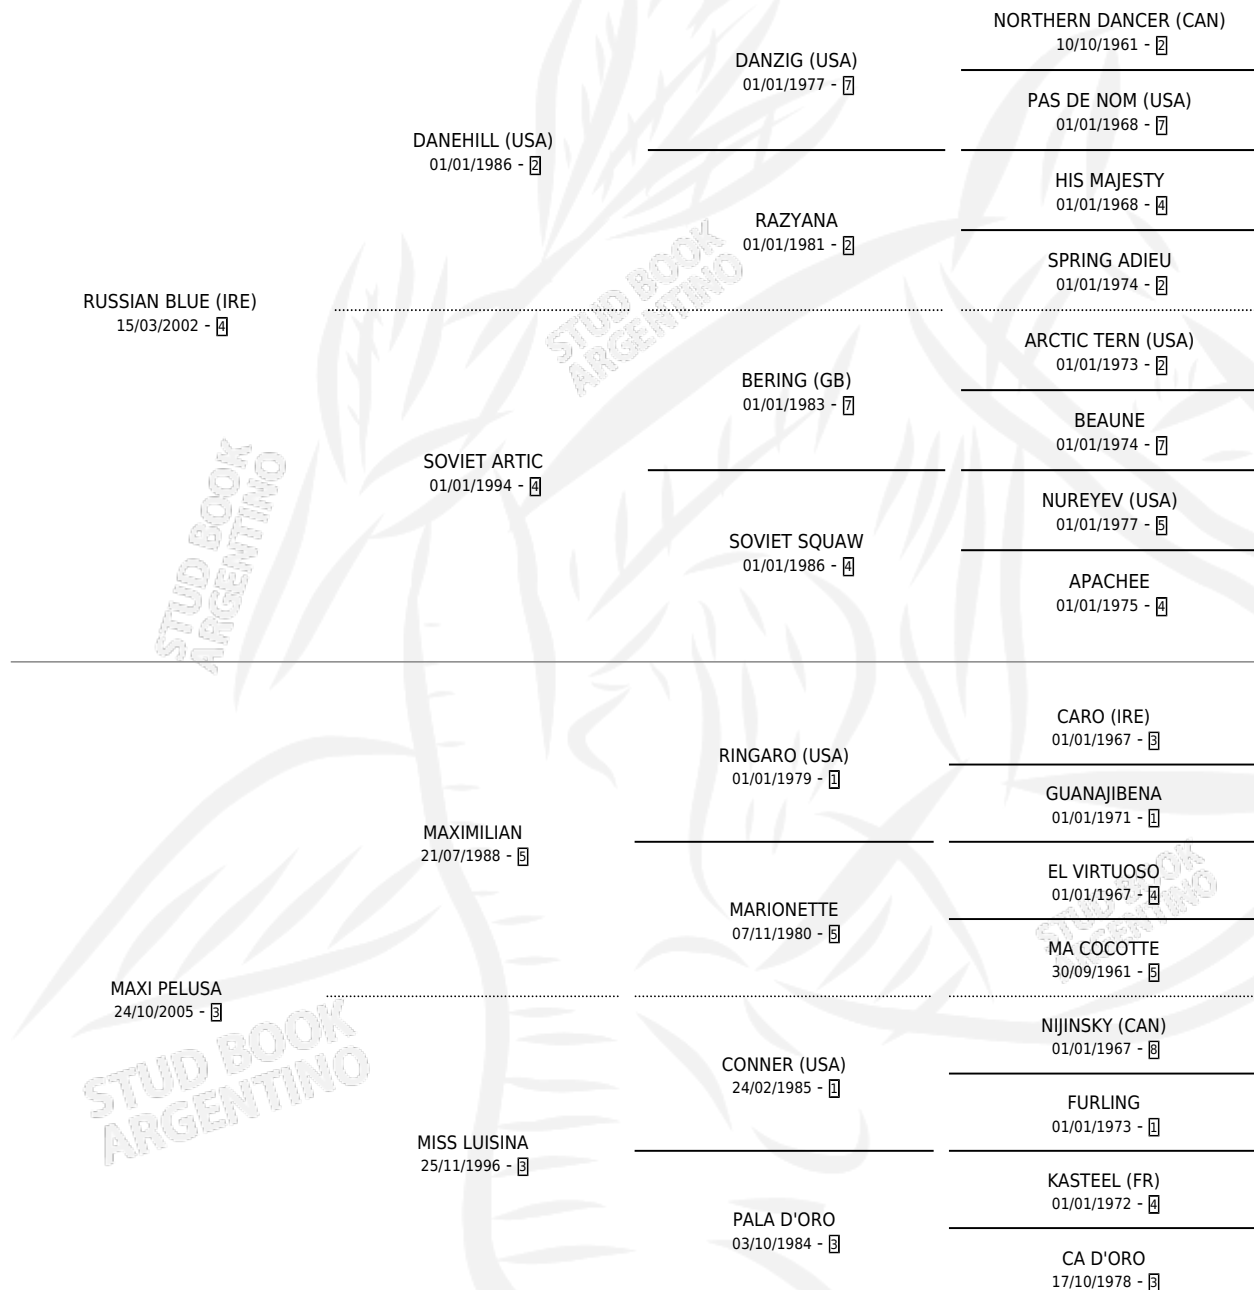 NORTHERN DANCER (CAN)
10/10/1961 - 2
DANZIG (USA)
01/01/1977 - 7
PAS DE NOM (USA)
01/01/1968 - 7
DANEHILL (USA)
01/01/1986 - 2
HIS MAJESTY
01/01/1968 - 4
RAZYANA
01/01/1981 - 2
SPRING ADIEU
01/01/1974 - 2
RUSSIAN BLUE (IRE)
15/03/2002 - 4
ARCTIC TERN (USA)
01/01/1973 - 2
BERING (GB)
01/01/1983 - 7
BEAUNE
01/01/1974 - 7
SOVIET ARTIC
01/01/1994 - 4
NUREYEV (USA)
01/01/1977 - 5
SOVIET SQUAW
01/01/1986 - 4
APACHEE
01/01/1975 - 4
CARO (IRE)
01/01/1967 - 3
RINGARO (USA)
01/01/1979 - 1
GUANAJIBENA
01/01/1971 - 1
MAXIMILIAN
21/07/1988 - 5
EL VIRTUOSO
01/01/1967 - 4
MARIONETTE
07/11/1980 - 5
MA COCOTTE
30/09/1961 - 5
MAXI PELUSA
24/10/2005 - 3
NIJINSKY (CAN)
01/01/1967 - 8
CONNER (USA)
24/02/1985 - 1
FURLING
01/01/1973 - 1
MISS LUISINA
25/11/1996 - 3
KASTEEL (FR)
01/01/1972 - 4
PALA D'ORO
03/10/1984 - 3
CA D'ORO
17/10/1978 - 3
STUD BOOK
ARGENTINO
STUD BOOK
ARGENTINO
STUD BOOK
ARGENTINO
STUD BOOK
ARGENTINO